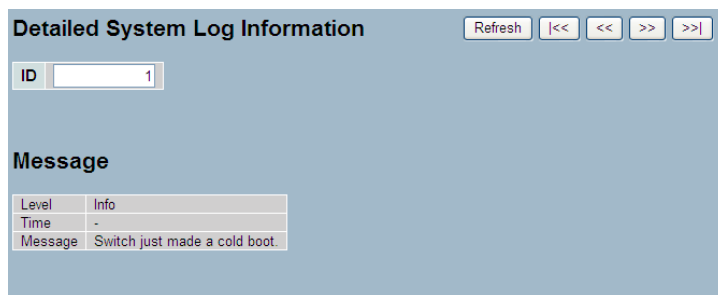 Detailed System Log Information
Refresh |<< << >> >>|
ID 1
Message
Level Info
Time -
Message Switch just made a cold boot.